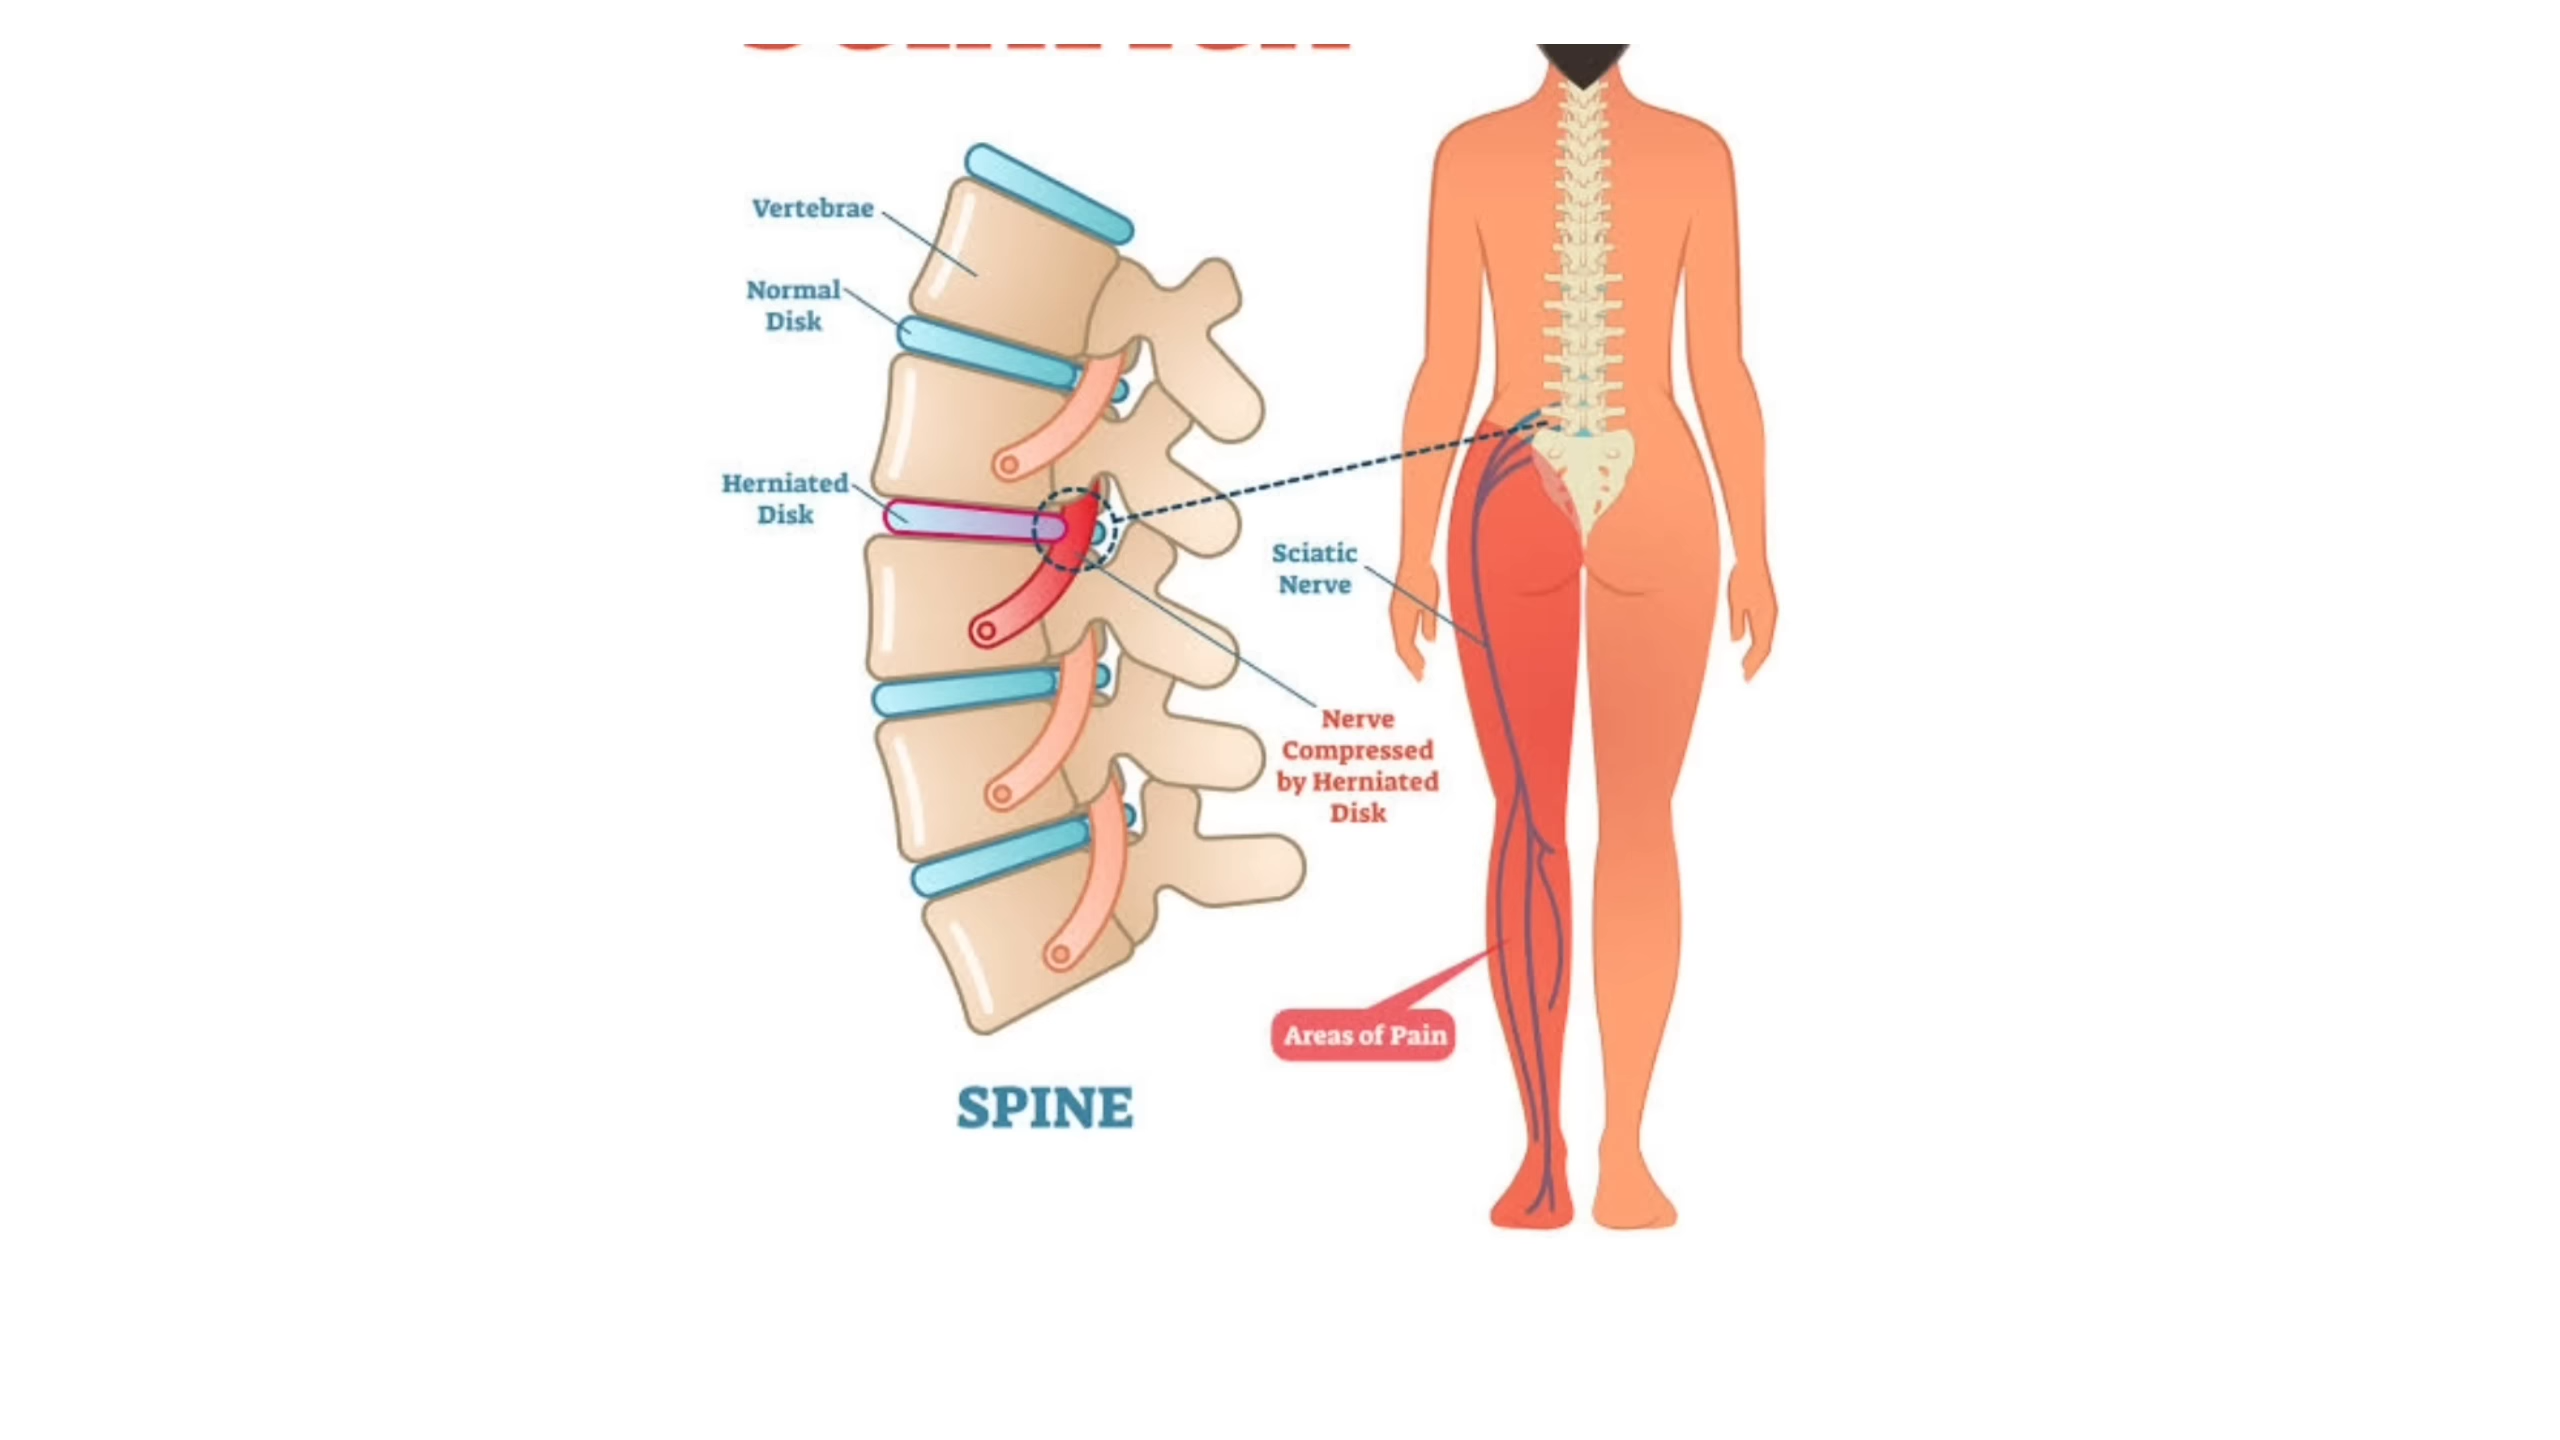 Vertebrae
Normal
Disk
Herniated
Disk
Sciatic
Nerve
Nerve
Compressed
by Herniated
Disk
Areas of Pain
SPINE